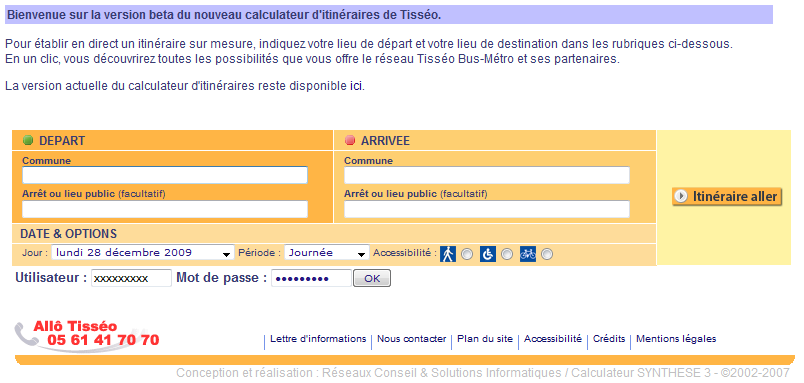 Bienvenue sur la version beta du nouveau calculateur d'itinéraires de Tisséo.
Pour établir en direct un itinéraire sur mesure, indiquez votre lieu de départ et votre lieu de destination dans les rubriques ci-dessous.
En un clic, vous découvrirez toutes les possibilités que vous offre le réseau Tisséo Bus-Métro et ses partenaires.
La version actuelle du calculateur d'itinéraires reste disponible ici.
DEPART
ARRIVEE
Commune
Commune
Arrêt ou lieu public (facultatif)
Arrêt ou lieu public (facultatif)
Itinéraire aller
DATE & OPTIONS
Jour : lundi 28 décembre 2009 Période : Journée Accessibilité :
Utilisateur : xxxxxxxxx Mot de passe : ••••••••• OK
Allô Tisséo
05 61 41 70 70
Lettre d'informations | Nous contacter | Plan du site | Accessibilité | Crédits | Mentions légales
Conception et réalisation : Réseaux Conseil & Solutions Informatiques / Calculateur SYNTHESE 3 - ©2002-2007